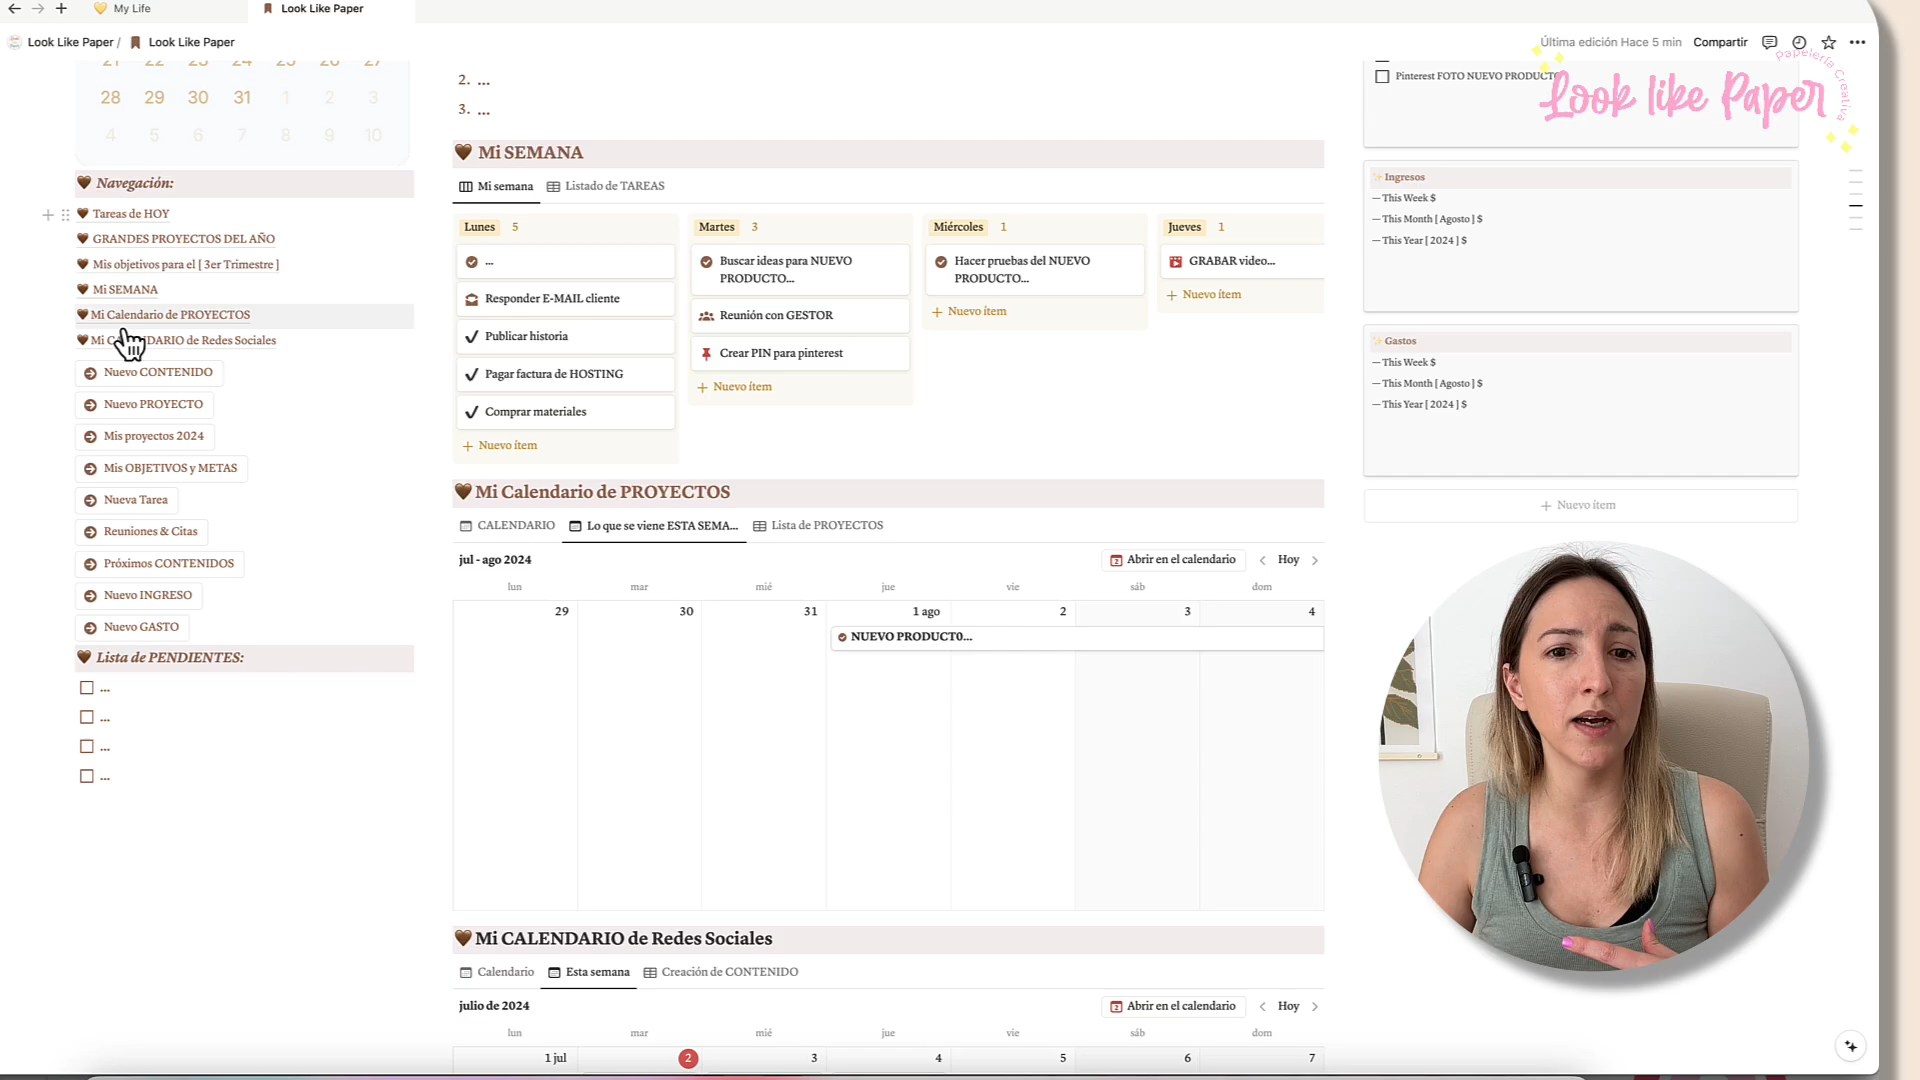 My Life
Look Like Paper
Look Like Paper /
Look Like Paper
Última edición Hace 5 min
Compartir
28 29 30 31 1 2 3
4 5 6 7 8 9 10
Navegación:
Tareas de HOY
GRANDES PROYECTOS DEL AÑO
Mis objetivos para el [ 3er Trimestre ]
Mi SEMANA
Mi Calendario de PROYECTOS
Mi CALENDARIO de Redes Sociales
Nuevo CONTENIDO
Nuevo PROYECTO
Mis proyectos 2024
Mis OBJETIVOS y METAS
Nueva Tarea
Reuniones & Citas
Próximos CONTENIDOS
Nuevo INGRESO
Nuevo GASTO
Lista de PENDIENTES:
...
...
...
...
2. ...
3. ...
Mi SEMANA
Mi semana
Listado de TAREAS
Lunes 5
...
Responder E-MAIL cliente
Publicar historia
Pagar factura de HOSTING
Comprar materiales
+ Nuevo ítem
Martes 3
Buscar ideas para NUEVO
PRODUCTO...
Reunión con GESTOR
Crear PIN para pinterest
+ Nuevo ítem
Miércoles 1
Hacer pruebas del NUEVO
PRODUCTO...
+ Nuevo ítem
Jueves 1
GRABAR video...
+ Nuevo ítem
Mi Calendario de PROYECTOS
CALENDARIO
Lo que se viene ESTA SEMA...
Lista de PROYECTOS
jul - ago 2024
Abrir en el calendario
Hoy
lun mar mié jue vie sáb dom
29 30 31 1 ago 2 3 4
NUEVO PRODUCT0...
Mi CALENDARIO de Redes Sociales
Calendario
Esta semana
Creación de CONTENIDO
julio de 2024
Abrir en el calendario
Hoy
lun mar mié jue vie sáb dom
1 jul 2 3 4 5 6 7
Pinterest FOTO NUEVO PRODUCTO
Look like Paper
Papelería Creativa
Ingresos
— This Week $
— This Month [ Agosto ] $
— This Year [ 2024 ] $
Gastos
— This Week $
— This Month [ Agosto ] $
— This Year [ 2024 ] $
+ Nuevo ítem